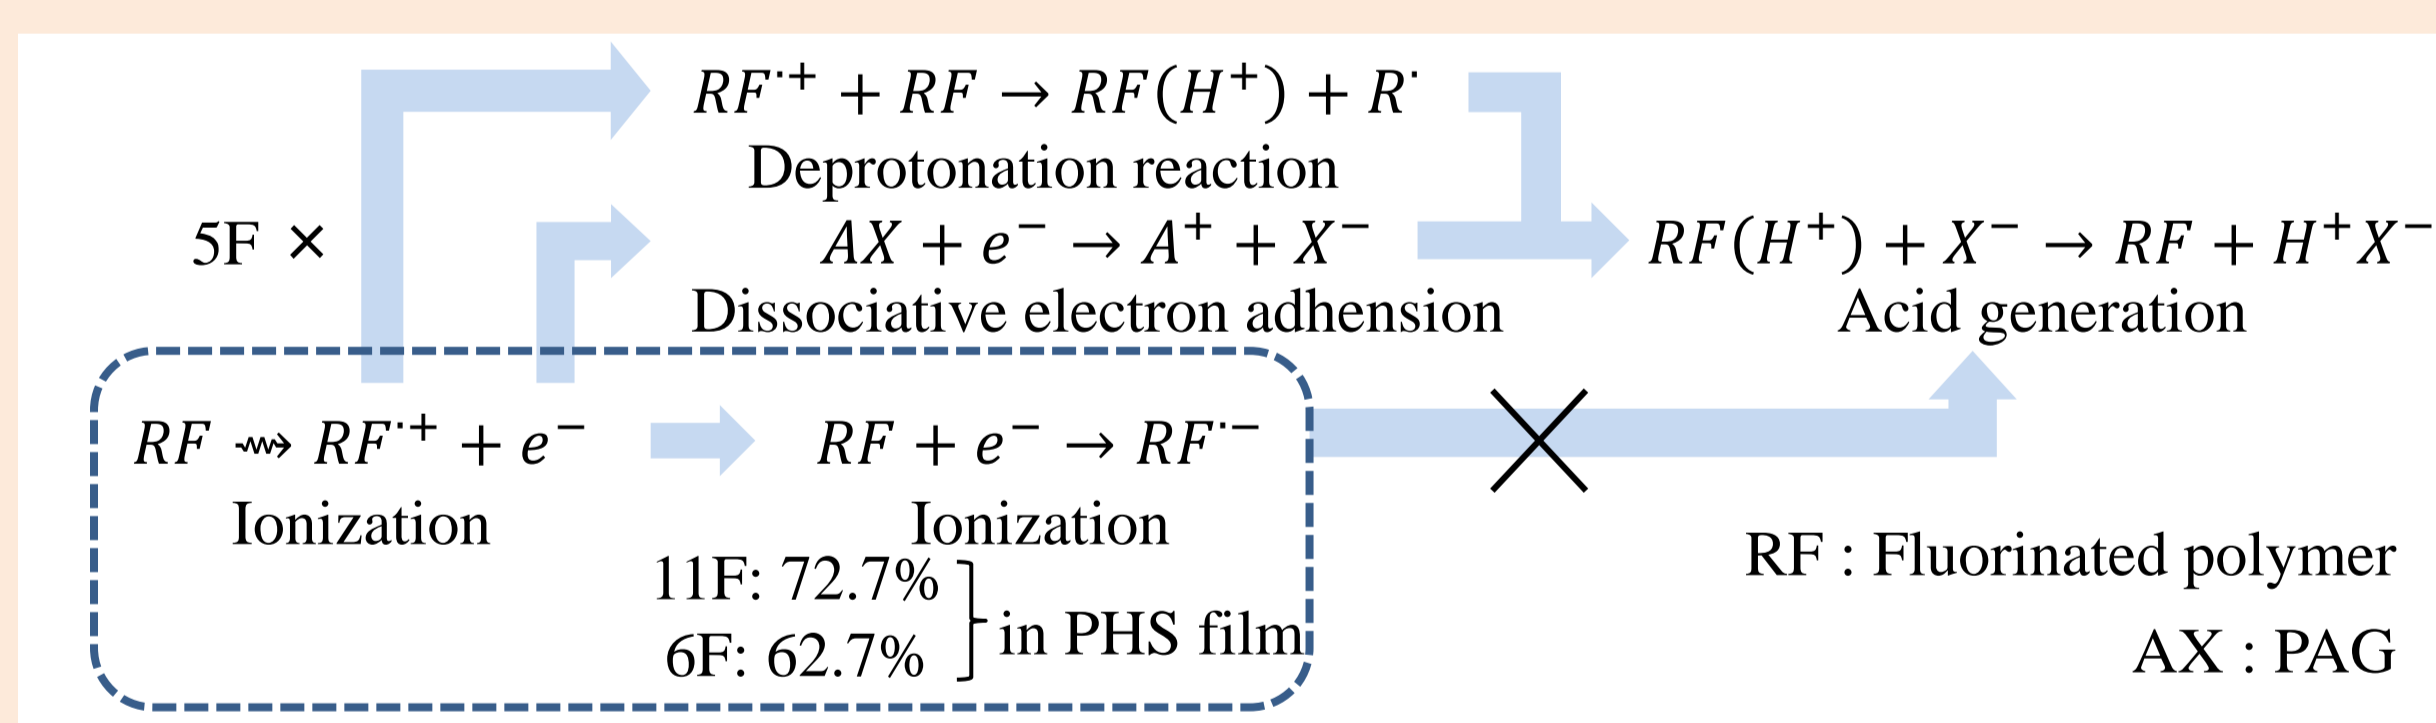 RF˙⁺ + RF → RF(H⁺) + R˙
Deprotonation reaction
5F ×
AX + e⁻ → A⁺ + X⁻
Dissociative electron adhension
RF(H⁺) + X⁻ → RF + H⁺X⁻
Acid generation
RF ⇝ RF˙⁺ + e⁻
Ionization
RF + e⁻ → RF˙⁻
Ionization
11F: 72.7%
6F: 62.7%
in PHS film
RF : Fluorinated polymer
AX : PAG